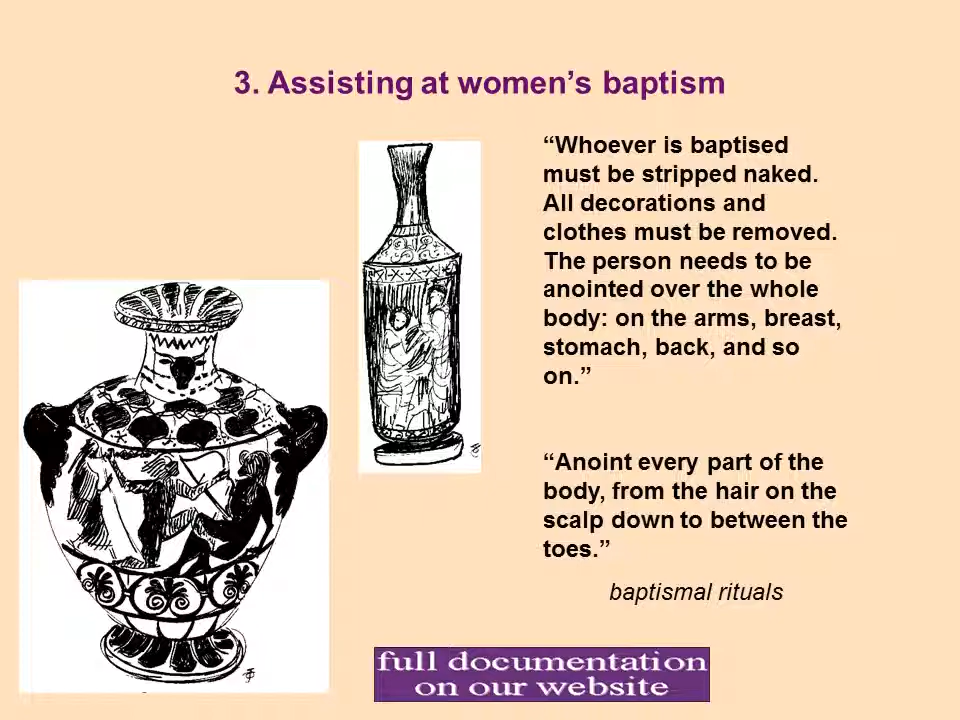 3. Assisting at women’s baptism
“Whoever is baptised
must be stripped naked.
All decorations and
clothes must be removed.
The person needs to be
anointed over the whole
body: on the arms, breast,
stomach, back, and so
on.”
“Anoint every part of the
body, from the hair on the
scalp down to between the
toes.”
baptismal rituals
full documentation
on our website